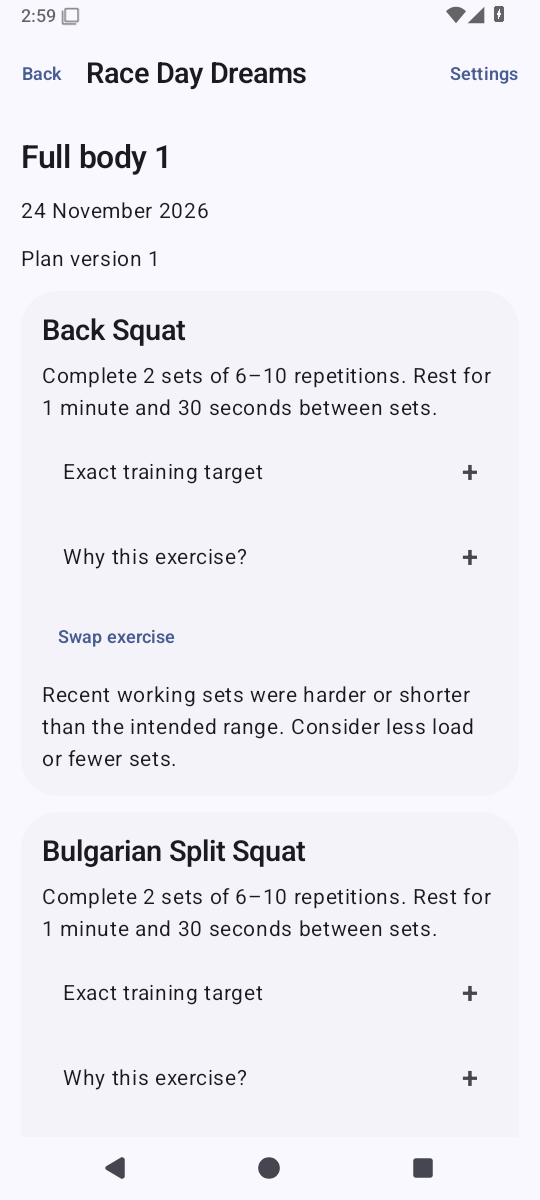 2:59
Back Race Day Dreams Settings
Full body 1
24 November 2026
Plan version 1
Back Squat
Complete 2 sets of 6–10 repetitions. Rest for
1 minute and 30 seconds between sets.
Exact training target +
Why this exercise? +
Swap exercise
Recent working sets were harder or shorter
than the intended range. Consider less load
or fewer sets.
Bulgarian Split Squat
Complete 2 sets of 6–10 repetitions. Rest for
1 minute and 30 seconds between sets.
Exact training target +
Why this exercise? +